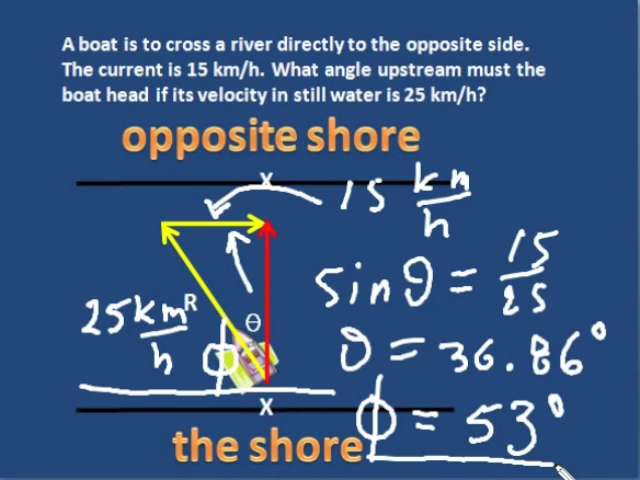 A boat is to cross a river directly to the opposite side.
The current is 15 km/h. What angle upstream must the
boat head if its velocity in still water is 25 km/h?
opposite shore
x
15 km/h
sinθ = 15/25
25 km/h
R
θ
θ = 36.86°
ϕ
x
ϕ = 53°
the shore